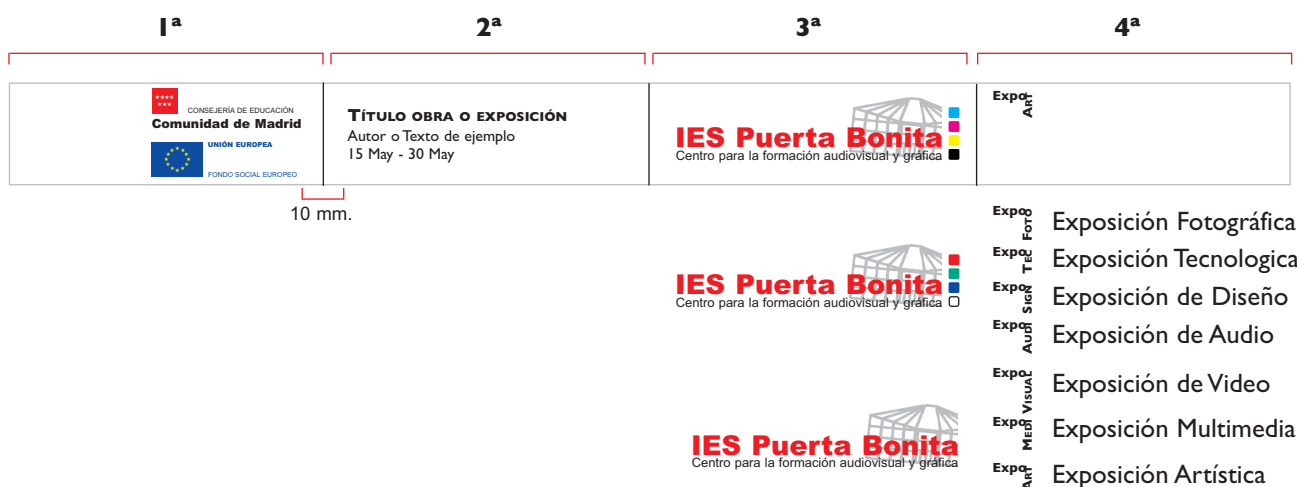 1ª
2ª
3ª
4ª
CONSEJERÍA DE EDUCACIÓN
Comunidad de Madrid
UNIÓN EUROPEA
FONDO SOCIAL EUROPEO
TÍTULO OBRA O EXPOSICIÓN
Autor o Texto de ejemplo
15 May - 30 May
IES Puerta Bonita
Centro para la formación audiovisual y gráfica
Expo
ART
10 mm.
IES Puerta Bonita
Centro para la formación audiovisual y gráfica
IES Puerta Bonita
Centro para la formación audiovisual y gráfica
Expo FOTO Exposición Fotográfica
Expo TEC Exposición Tecnologica
Expo SIGN Exposición de Diseño
Expo AUDI Exposición de Audio
Expo VISUAL Exposición de Video
Expo MEDI Exposición Multimedia
Expo ART Exposición Artística